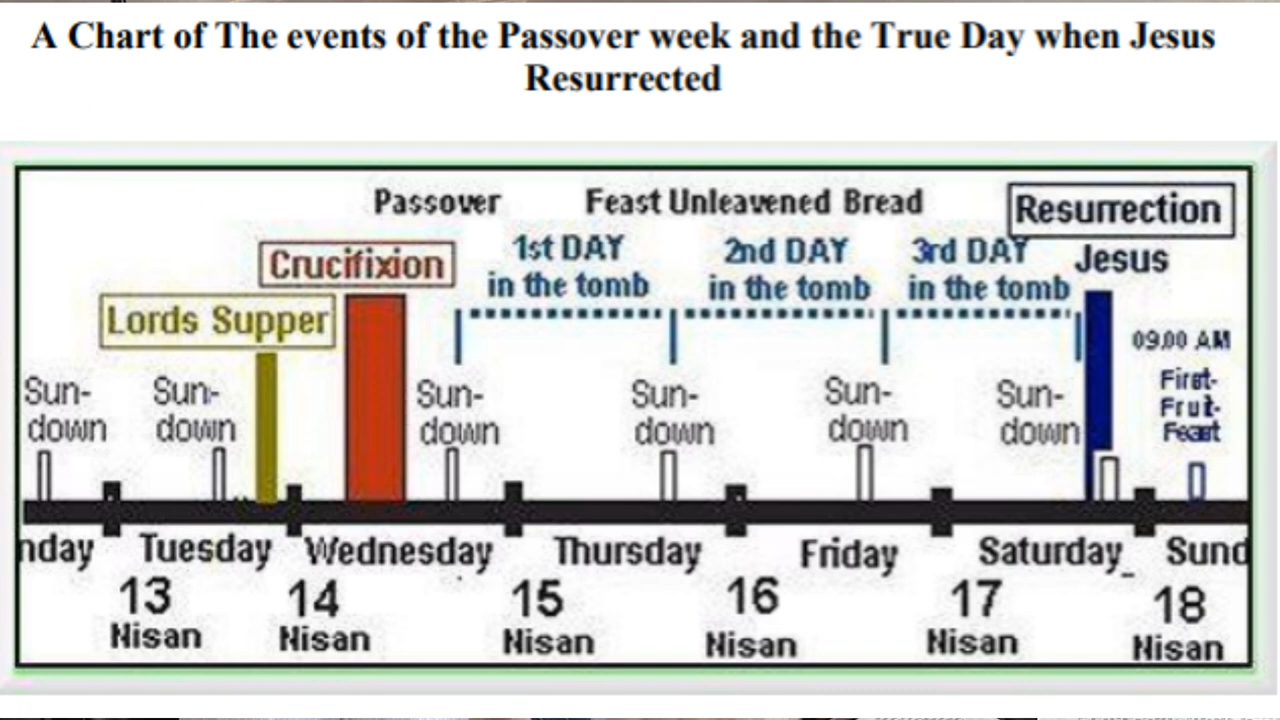 A Chart of The events of the Passover week and the True Day when Jesus
Resurrected
Passover
Feast Unleavened Bread
Resurrection
Jesus
Crucifixion
1st DAY
in the tomb
2nd DAY
in the tomb
3rd DAY
in the tomb
Lords Supper
09.00 AM
First-
Fruit-
Feast
Sun-
down
Sun-
down
Sun-
down
Sun-
down
Sun-
down
Sun-
down
nday
Tuesday
Wednesday
Thursday
Friday
Saturday_
Sund
13
Nisan
14
Nisan
15
Nisan
16
Nisan
17
Nisan
18
Nisan